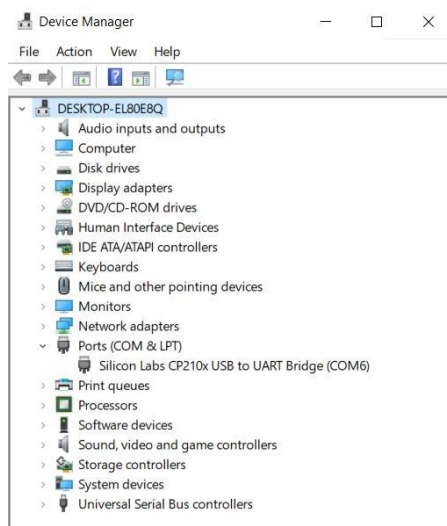 Device Manager
File Action View Help
DESKTOP-EL80E8Q
Audio inputs and outputs
Computer
Disk drives
Display adapters
DVD/CD-ROM drives
Human Interface Devices
IDE ATA/ATAPI controllers
Keyboards
Mice and other pointing devices
Monitors
Network adapters
Ports (COM & LPT)
Silicon Labs CP210x USB to UART Bridge (COM6)
Print queues
Processors
Software devices
Sound, video and game controllers
Storage controllers
System devices
Universal Serial Bus controllers